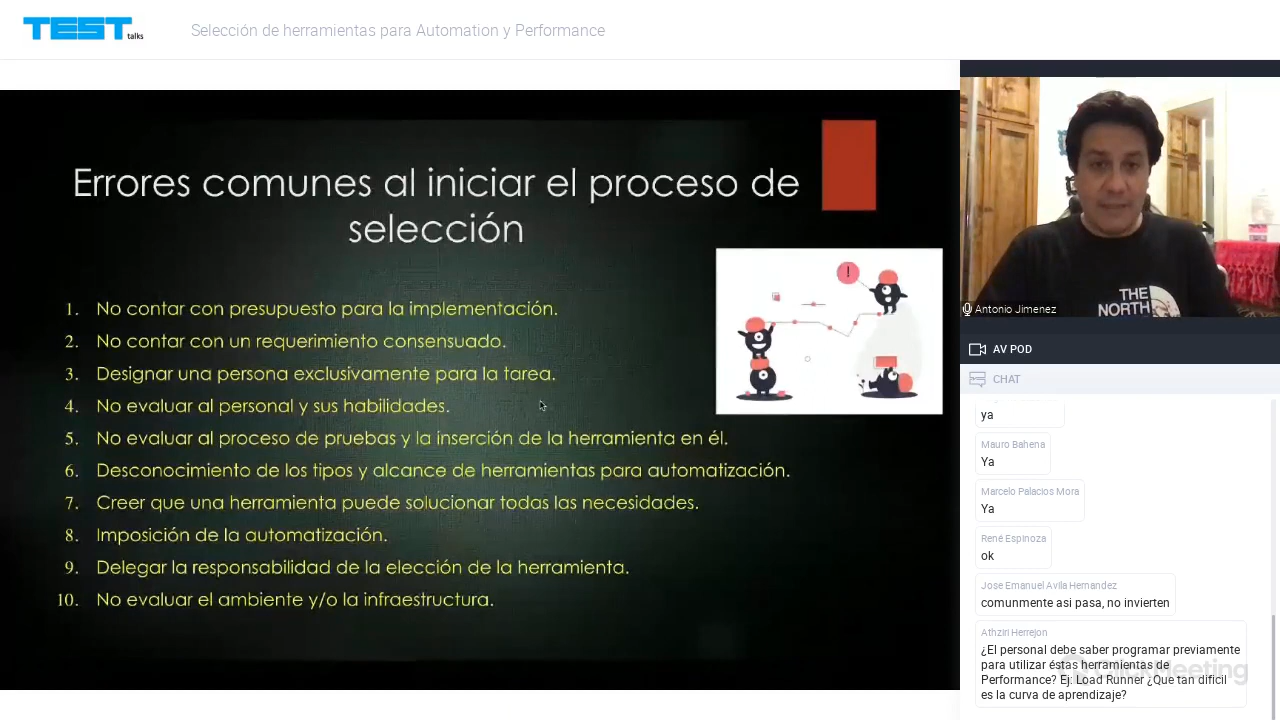 TEST talks
Selección de herramientas para Automation y Performance
Errores comunes al iniciar el proceso de
selección
1. No contar con presupuesto para la implementación.
2. No contar con un requerimiento consensuado.
3. Designar una persona exclusivamente para la tarea.
4. No evaluar al personal y sus habilidades.
5. No evaluar al proceso de pruebas y la inserción de la herramienta en él.
6. Desconocimiento de los tipos y alcance de herramientas para automatización.
7. Creer que una herramienta puede solucionar todas las necesidades.
8. Imposición de la automatización.
9. Delegar la responsabilidad de la elección de la herramienta.
10. No evaluar el ambiente y/o la infraestructura.
!
THE
NORTH
Antonio Jimenez
AV POD
CHAT
ya
Mauro Bahena
Ya
Marcelo Palacios Mora
Ya
René Espinoza
ok
Jose Emanuel Avila Hernandez
comunmente asi pasa, no invierten
Athziri Herrejon
¿El personal debe saber programar previamente
para utilizar éstas herramientas de
Performance? Ej. Load Runner ¿Que tan dificil
es la curva de aprendizaje?